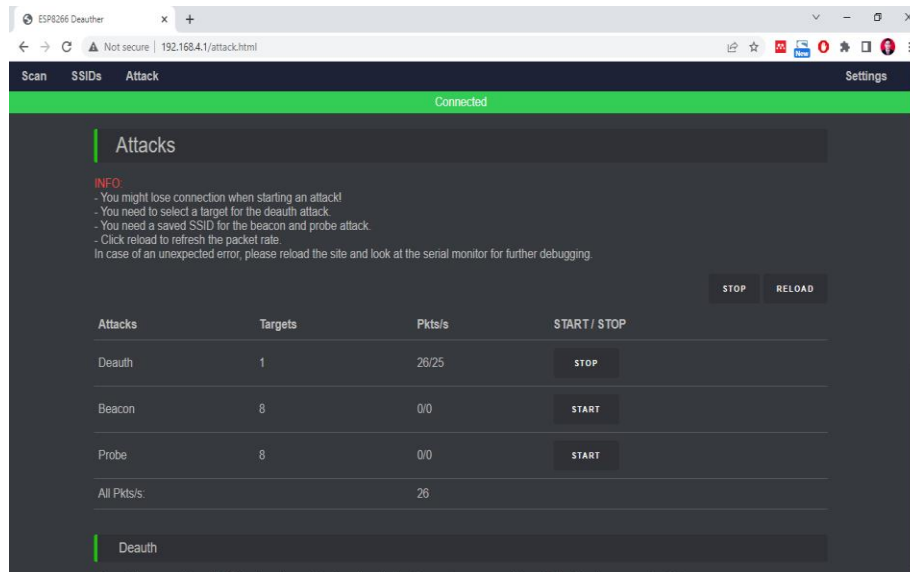 ESP8266 Deauther
Not secure | 192.168.4.1/attack.html
New
Scan SSIDs Attack Settings
Connected
Attacks
INFO:
- You might lose connection when starting an attack!
- You need to select a target for the deauth attack.
- You need a saved SSID for the beacon and probe attack.
- Click reload to refresh the packet rate.
In case of an unexpected error, please reload the site and look at the serial monitor for further debugging.
STOP RELOAD
Attacks Targets Pkts/s START / STOP
Deauth 1 26/25 STOP
Beacon 8 0/0 START
Probe 8 0/0 START
All Pkts/s: 26
Deauth